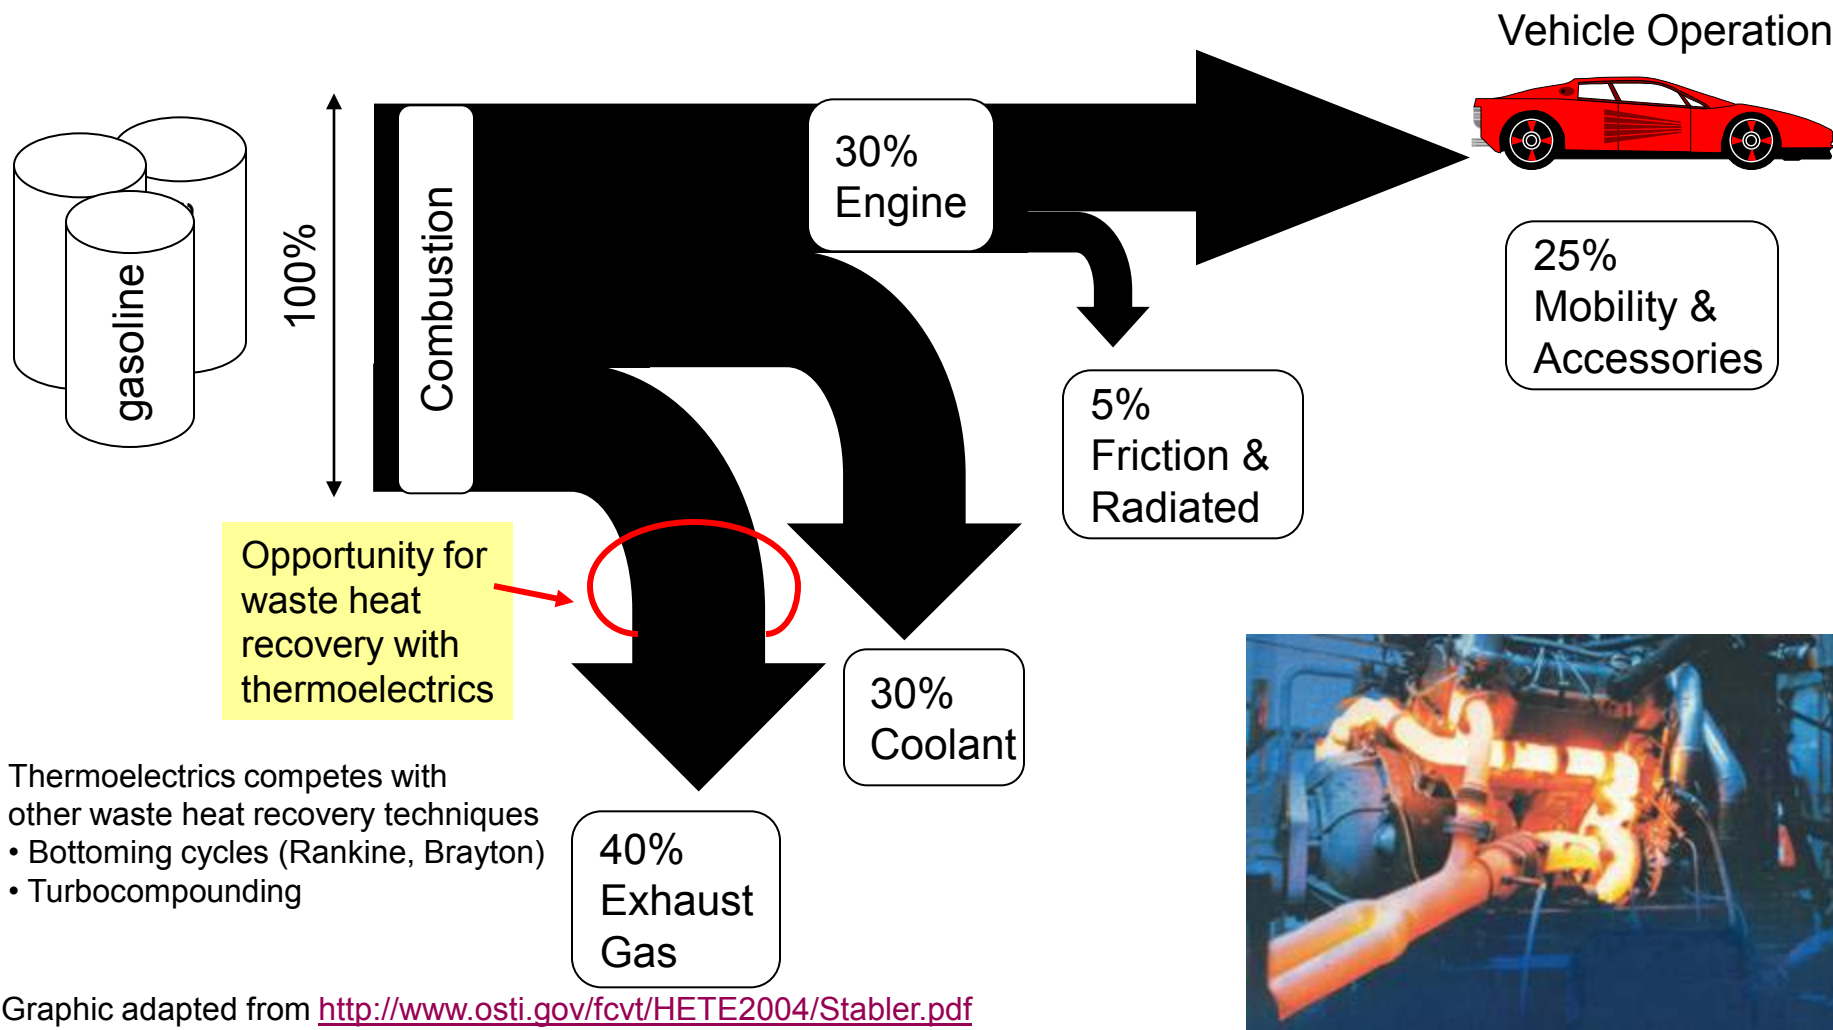 Vehicle Operation
gasoline
100%
Combustion
30%
Engine
25%
Mobility &
Accessories
5%
Friction &
Radiated
Opportunity for
waste heat
recovery with
thermoelectrics
30%
Coolant
Thermoelectrics competes with
other waste heat recovery techniques
• Bottoming cycles (Rankine, Brayton)
• Turbocompounding
40%
Exhaust
Gas
Graphic adapted from http://www.osti.gov/fcvt/HETE2004/Stabler.pdf